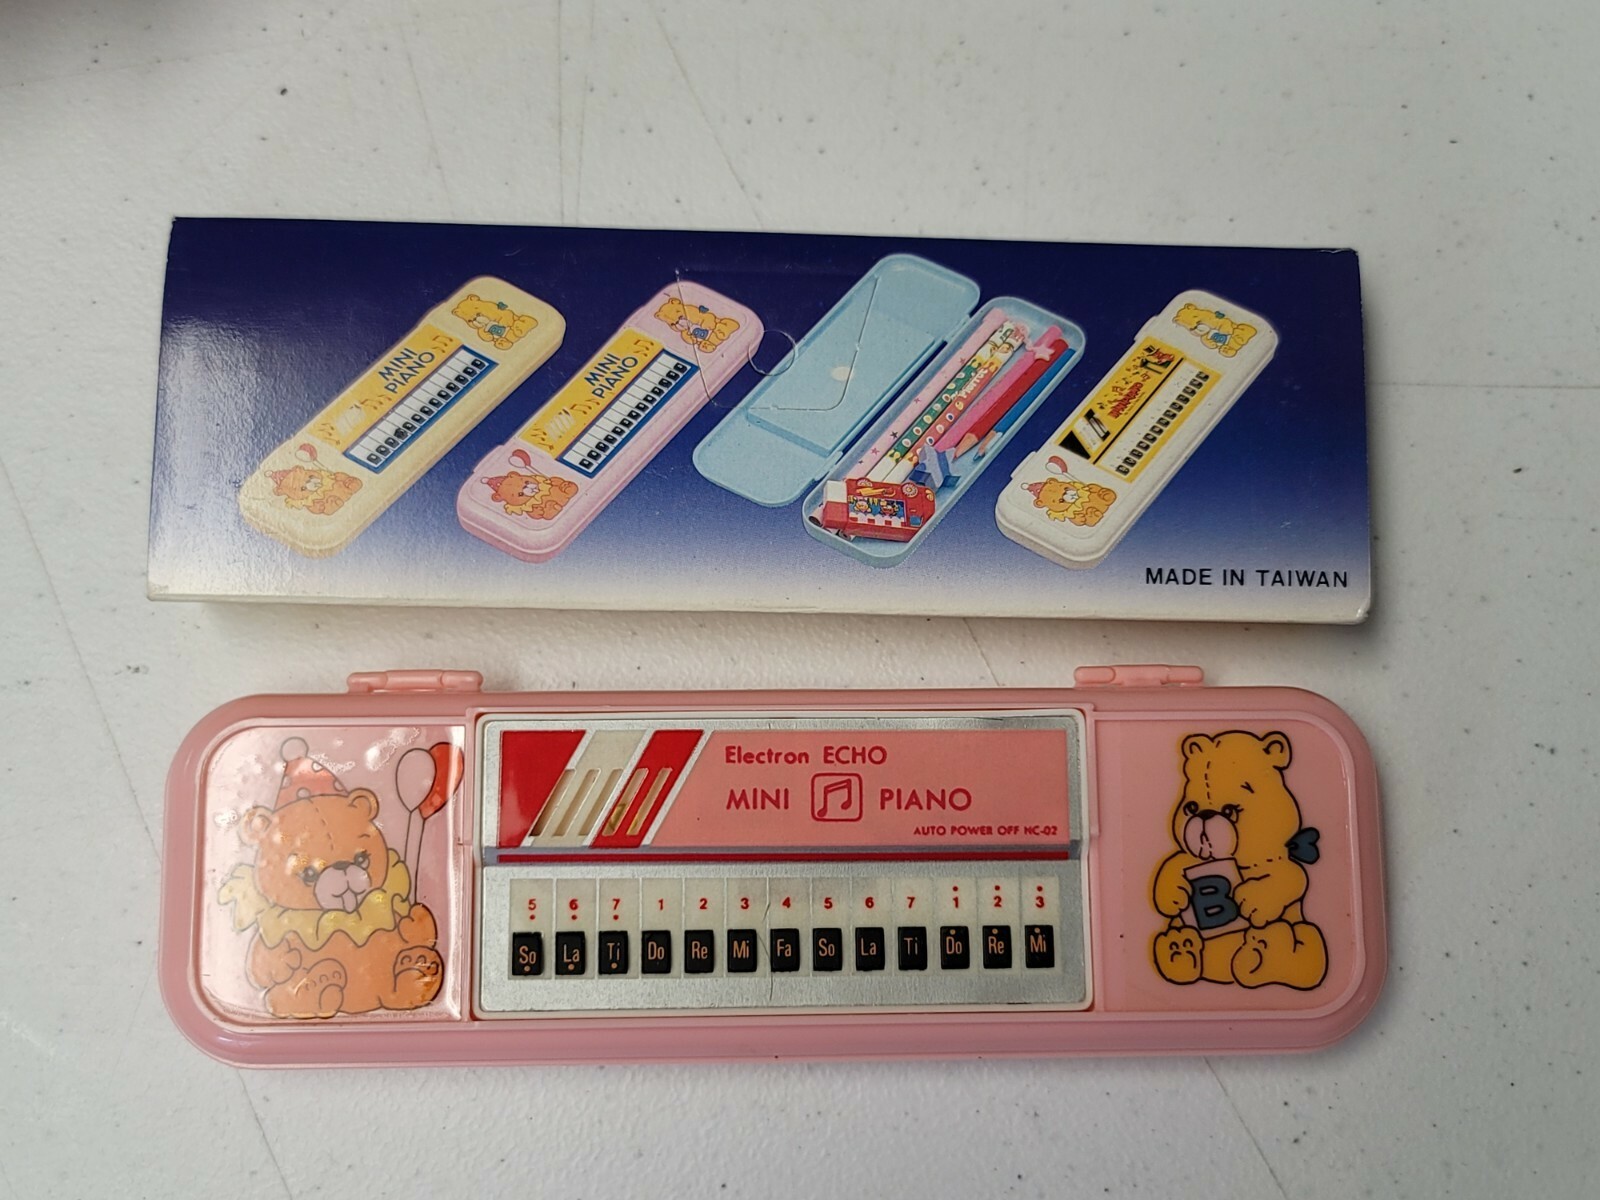 MINI
PIANO
MINI
PIANO
MADE IN TAIWAN
Electron ECHO
MINI PIANO
AUTO POWER OFF NC-02
5 6 7 1 2 3 4 5 6 7 1 2 3
So La Ti Do Re Mi Fa So La Ti Do Re Mi
B